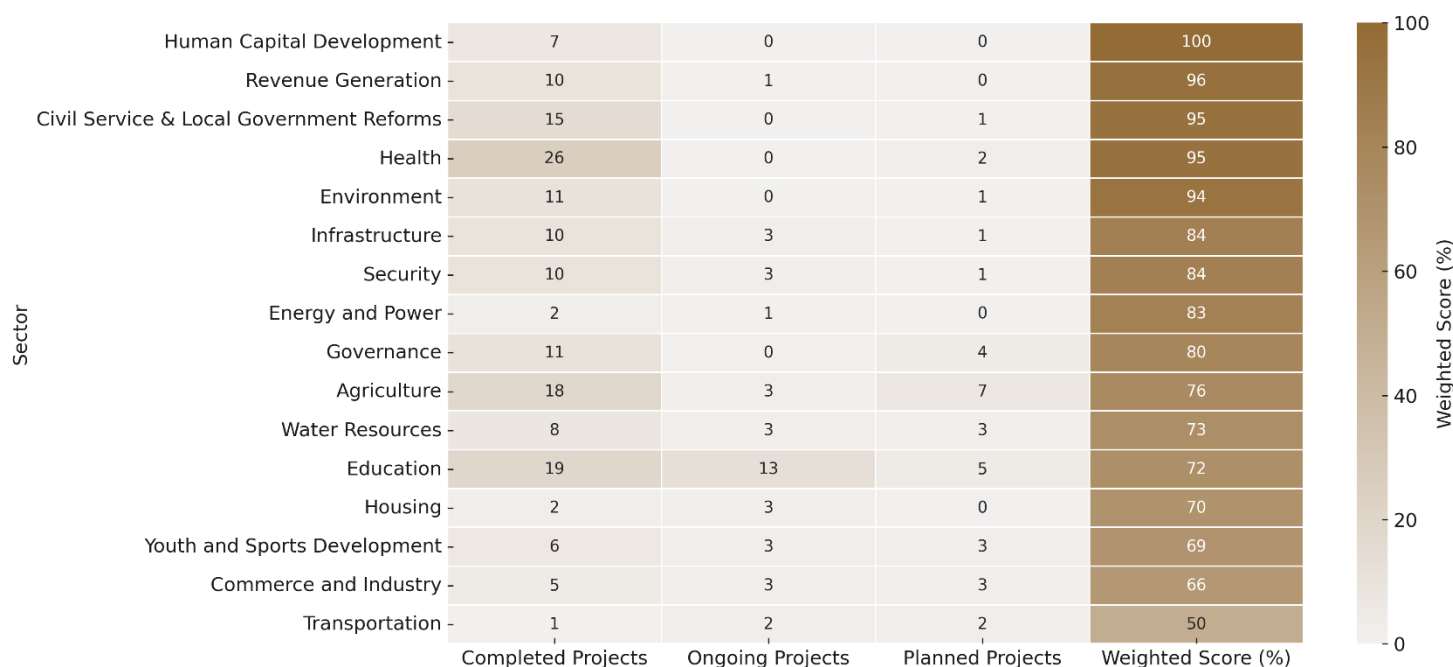 Human Capital Development 7 0 0 100
Revenue Generation 10 1 0 96
Civil Service & Local Government Reforms 15 0 1 95
Health 26 0 2 95
Environment 11 0 1 94
Infrastructure 10 3 1 84
Security 10 3 1 84
Energy and Power 2 1 0 83
Governance 11 0 4 80
Agriculture 18 3 7 76
Water Resources 8 3 3 73
Education 19 13 5 72
Housing 2 3 0 70
Youth and Sports Development 6 3 3 69
Commerce and Industry 5 3 3 66
Transportation 1 2 2 50
Completed Projects Ongoing Projects Planned Projects Weighted Score (%)
Sector
100
80
60
40
20
0
Weighted Score (%)